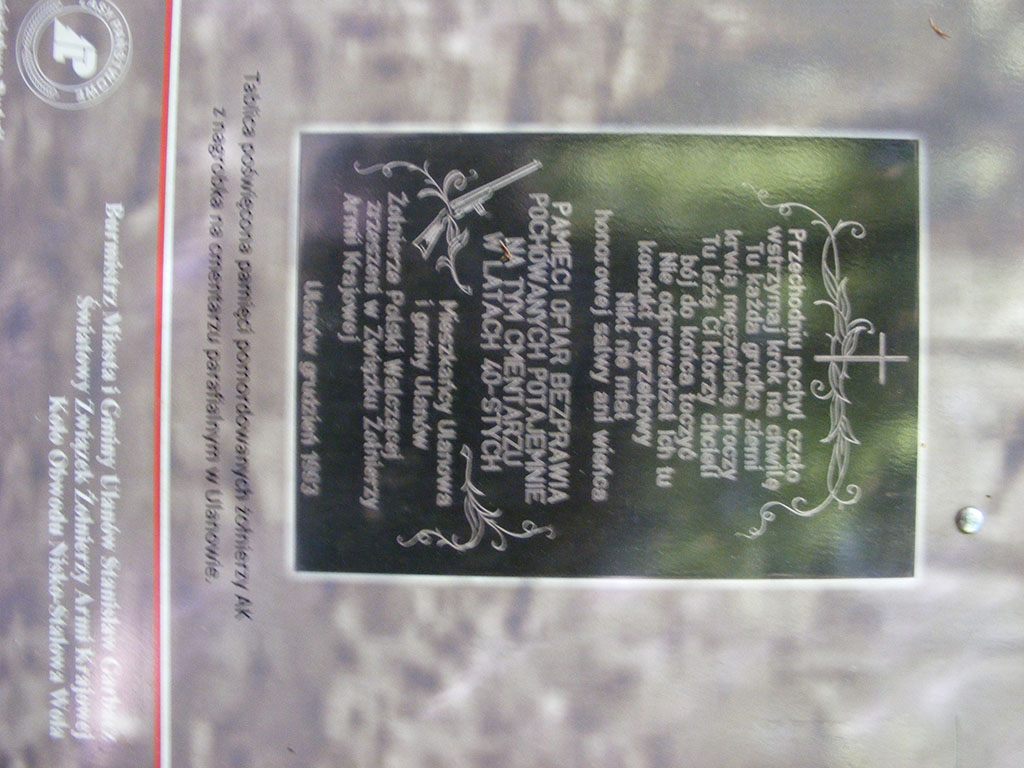 Przechodniu pochyl czoło
wstrzymaj krok na chwilę
Tu każda grudka ziemi
krwią męczeńską broczy
Tu leżą Ci którzy chcieli
bój do końca toczyć
Nie odprowadzał ich tu
kondukt pogrzebowy
Nikt nie miał
honorowej salwy ani wieńca
PAMIĘCI OFIAR BEZPRAWIA
POCHOWANYCH POTAJEMNIE
NA TYM CMENTARZU
W LATACH 40-STYCH
Mieszkańcy Ulanowa
i gminy Ulanów
Żołnierze Polski Walczącej
zrzeszeni w Związku Żołnierzy
Armii Krajowej
Ulanów grudzień 1993
Tablica poświęcona pamięci pomordowanych żołnierzy AK
z nagrobka na cmentarzu parafialnym w Ulanowie.
Burmistrz Miasta i Gminy Ulanów Stanisław Garbacz
Światowy Związek Żołnierzy Armii Krajowej
Koło Obwodu Nisko-Stalowa Wola
LASY PAŃSTWOWE
LP